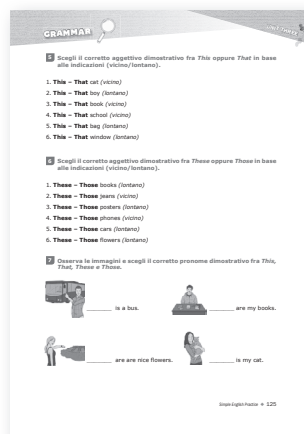 GRAMMAR
UNIT THREE
5 Scegli il corretto aggettivo dimostrativo fra This oppure That in base
alle indicazioni (vicino/lontano).
1. This – That cat (vicino)
2. This – That boy (lontano)
3. This – That book (vicino)
4. This – That school (vicino)
5. This – That bag (lontano)
6. This – That window (lontano)
6 Scegli il corretto aggettivo dimostrativo fra These oppure Those in base
alle indicazioni (vicino/lontano).
1. These – Those books (lontano)
2. These – Those jeans (vicino)
3. These – Those posters (lontano)
4. These – Those phones (vicino)
5. These – Those cars (lontano)
6. These – Those flowers (lontano)
7 Osserva le immagini e scegli il corretto pronome dimostrativo fra This,
That, These e Those.
________ is a bus.
________ are my books.
________ are are nice flowers.
________ is my cat.
Simple English Practice + 125